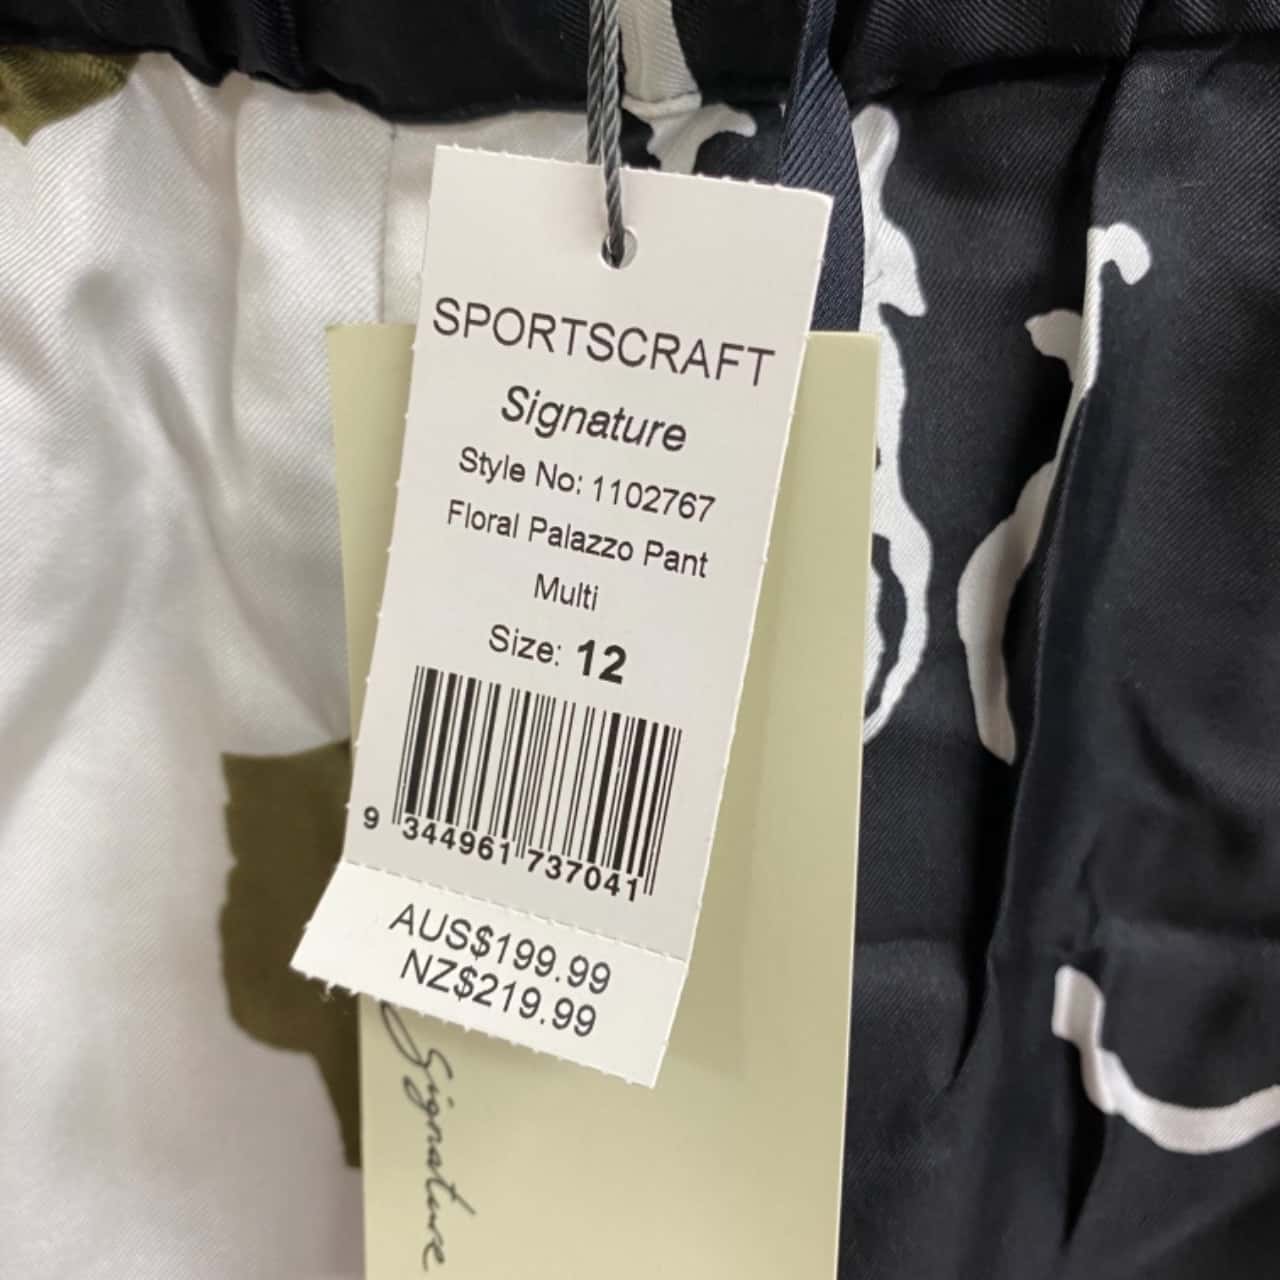 SPORTSCRAFT
Signature
Style No: 1102767
Floral Palazzo Pant
Multi
Size: 12
9 344961 737041
AUS$199.99
NZ$219.99
Signature